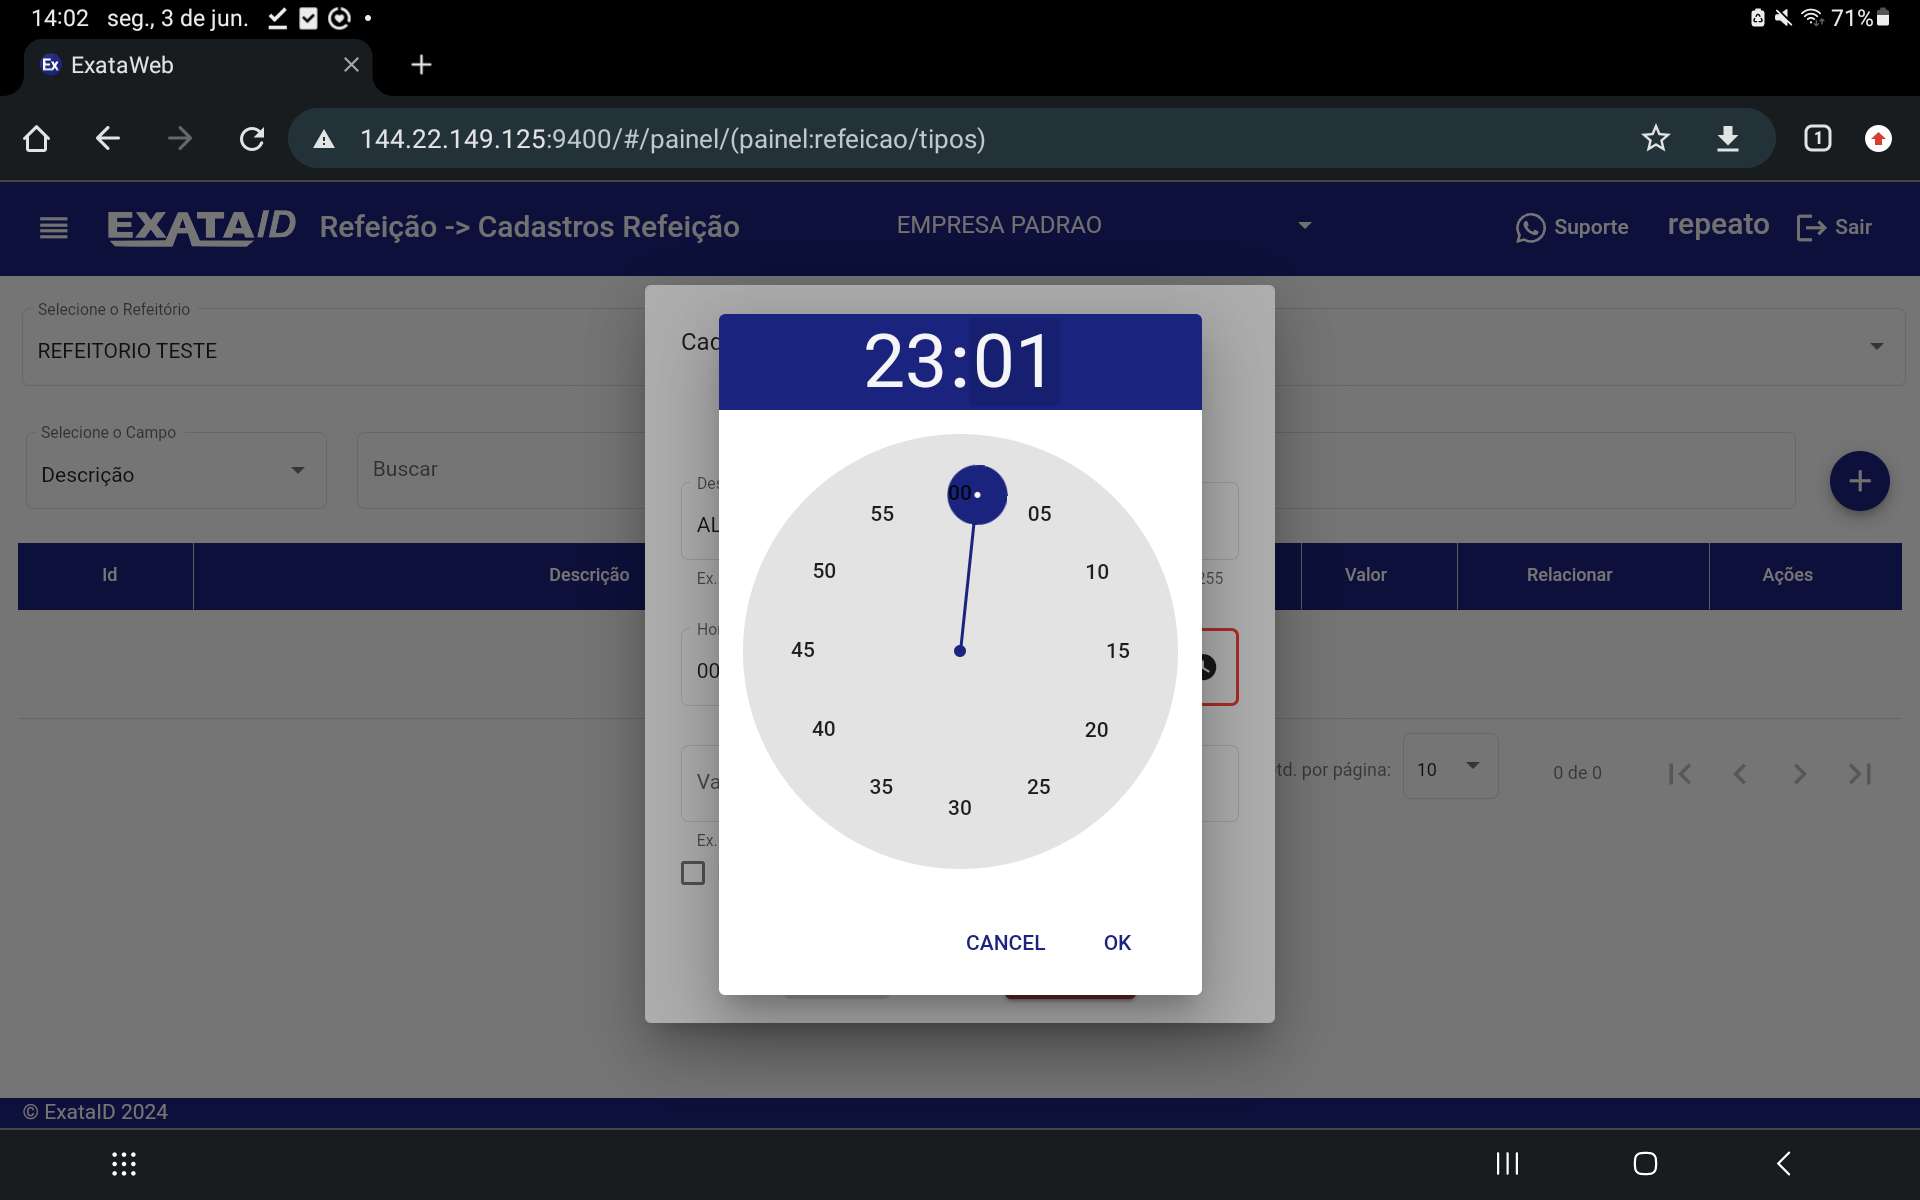 14:02 seg., 3 de jun. 71%
Ex ExataWeb
144.22.149.125:9400/#/painel/(painel:refeicao/tipos) 1
EXATAID Refeição -> Cadastros Refeição EMPRESA PADRAO Suporte repeato Sair
Selecione o Refeitório
REFEITORIO TESTE
Cad
23:01
Selecione o Campo
Descrição
Buscar
Des
AL
Ex.
255
Id Descrição Valor Relacionar Ações
Hor
00
00
05
10
15
20
25
30
35
40
45
50
55
Va
Ex.
td. por página: 10 0 de 0
CANCEL OK
© ExataID 2024